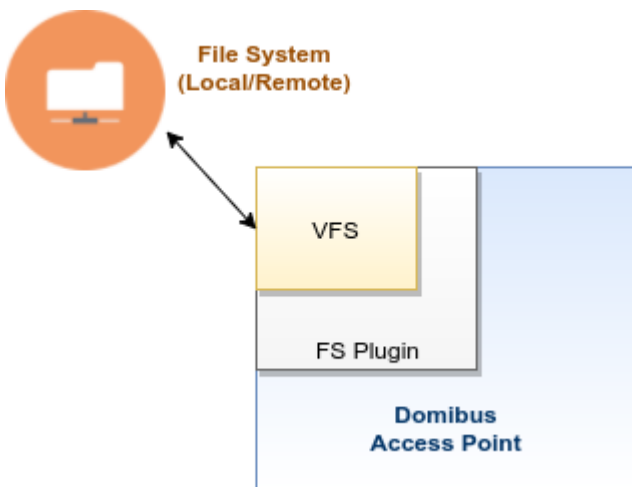 File System
(Local/Remote)
VFS
FS Plugin
Domibus
Access Point